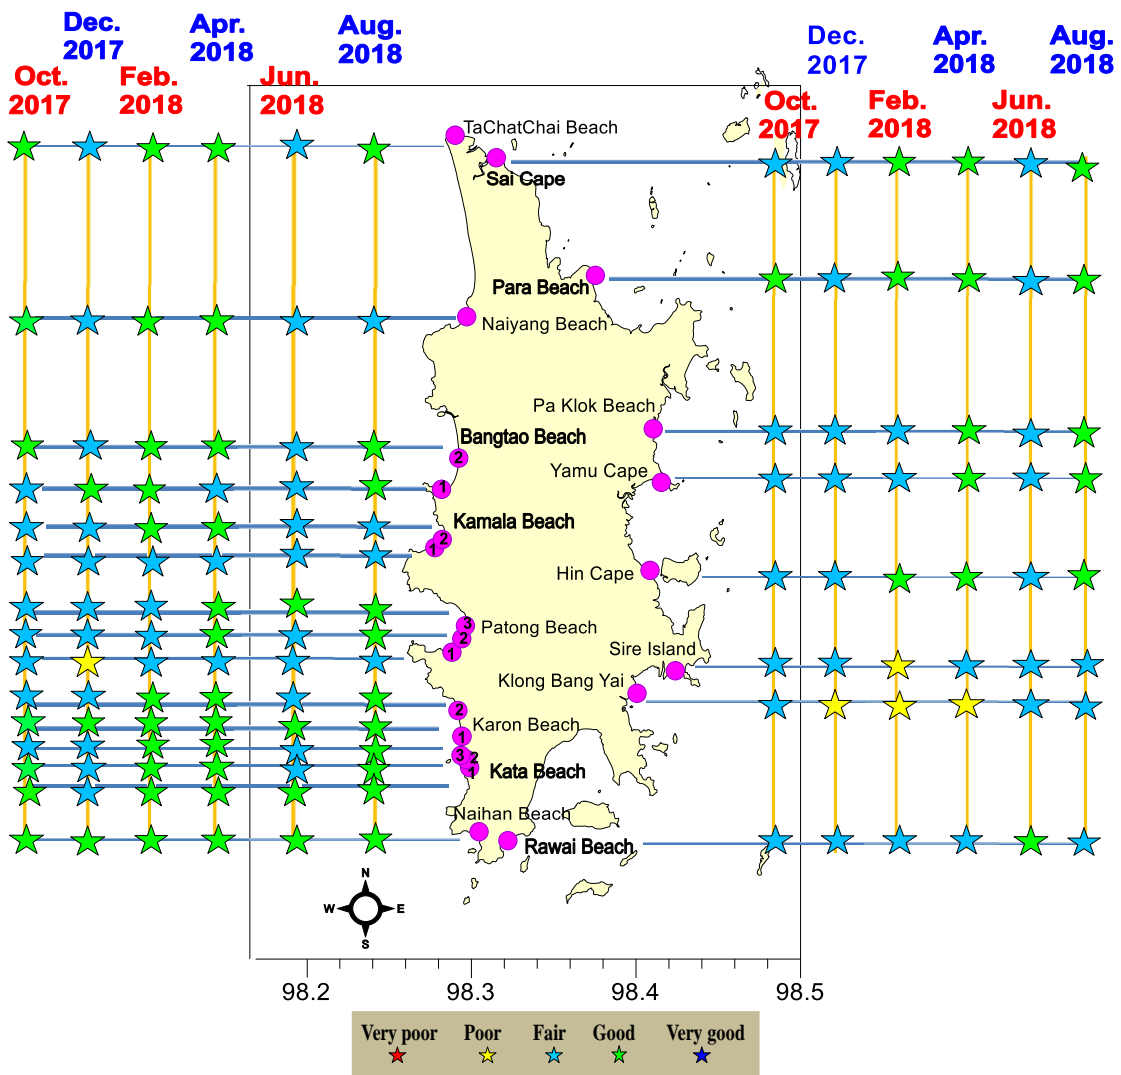 Dec.
2017
Apr.
2018
Aug.
2018
Oct.
2017
Feb.
2018
Jun.
2018
Dec.
2017
Apr.
2018
Aug.
2018
Oct.
2017
Feb.
2018
Jun.
2018
TaChatChai Beach
Sai Cape
Para Beach
Naiyang Beach
Pa Klok Beach
Bangtao Beach
2
Yamu Cape
1
Kamala Beach
2
1
Hin Cape
3
Patong Beach
2
1
Sire Island
Klong Bang Yai
2
Karon Beach
1
3
2
Kata Beach
1
Naihan Beach
Rawai Beach
N
W
E
S
98.2
98.3
98.4
98.5
Very poor
Poor
Fair
Good
Very good